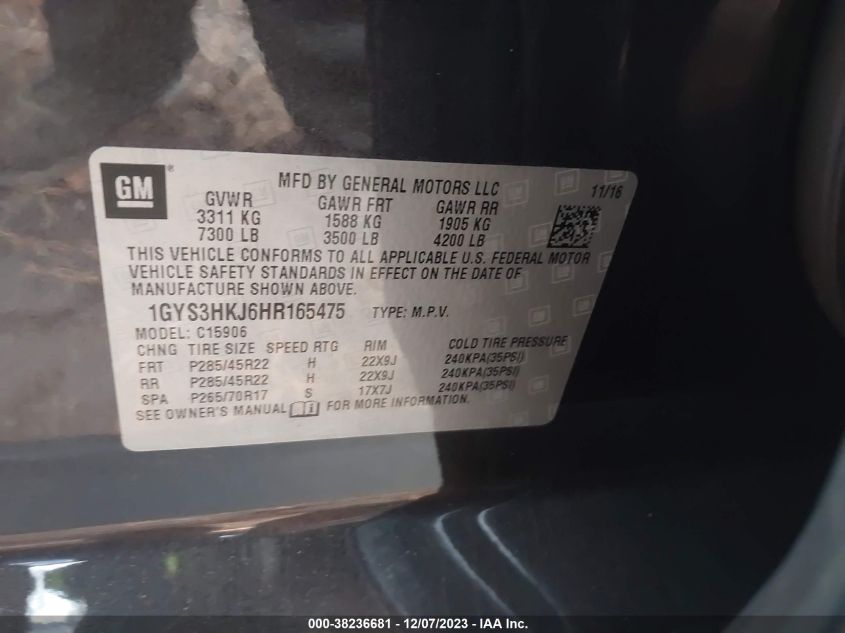 GM®
MFD BY GENERAL MOTORS LLC
11/16
GVWR GAWR FRT GAWR RR
3311 KG 1588 KG 1905 KG
7300 LB 3500 LB 4200 LB
THIS VEHICLE CONFORMS TO ALL APPLICABLE U.S. FEDERAL MOTOR
VEHICLE SAFETY STANDARDS IN EFFECT ON THE DATE OF
MANUFACTURE SHOWN ABOVE.
1GYS3HKJ6HR165475 TYPE: M.P.V.
MODEL: C15906
CHNG TIRE SIZE SPEED RTG RIM COLD TIRE PRESSURE
FRT P285/45R22 H 22X9J 240KPA(35PSI)
RR P285/45R22 H 22X9J 240KPA(35PSI)
SPA P265/70R17 S 17X7J 240KPA(35PSI)
SEE OWNER'S MANUAL FOR MORE INFORMATION.
000-38236681 - 12/07/2023 - IAA Inc.